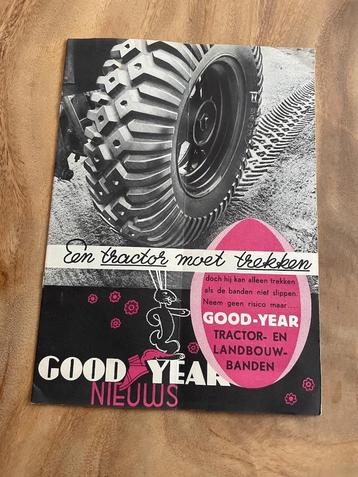 Een tractor moet trekken
doch hij kan alleen trekken
als de banden niet slippen.
Neem geen risico maar....
GOOD-YEAR
TRACTOR- EN
LANDBOUW-
BANDEN
GOOD YEAR
NIEUWS